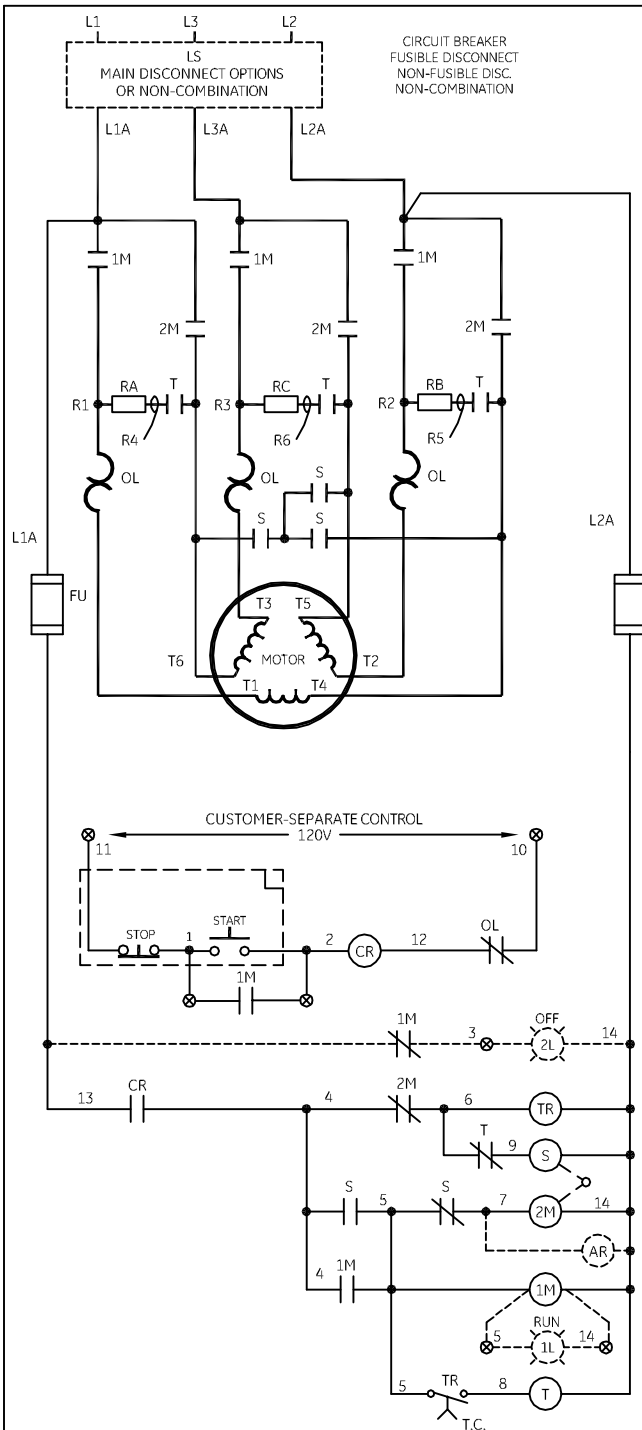 L1 L3 L2
LS
MAIN DISCONNECT OPTIONS
OR NON-COMBINATION
CIRCUIT BREAKER
FUSIBLE DISCONNECT
NON-FUSIBLE DISC.
NON-COMBINATION
L1A L3A L2A
1M 1M 1M
2M 2M 2M
RA T RC T RB T
R1 R3 R2
R4 R6 R5
OL OL OL
S
S S
L1A L2A
FU
T3 T5
T6 MOTOR T2
T1 T4
CUSTOMER-SEPARATE CONTROL
120V
11 10
STOP 1 START 2 CR 12 OL
1M
1M 3 OFF 2L 14
13 CR 4 2M 6 TR
T 9 S
S 5 S 7 2M 14
AR
4 1M 1M
RUN
5 1L 14
5 TR 8 T
T.C.